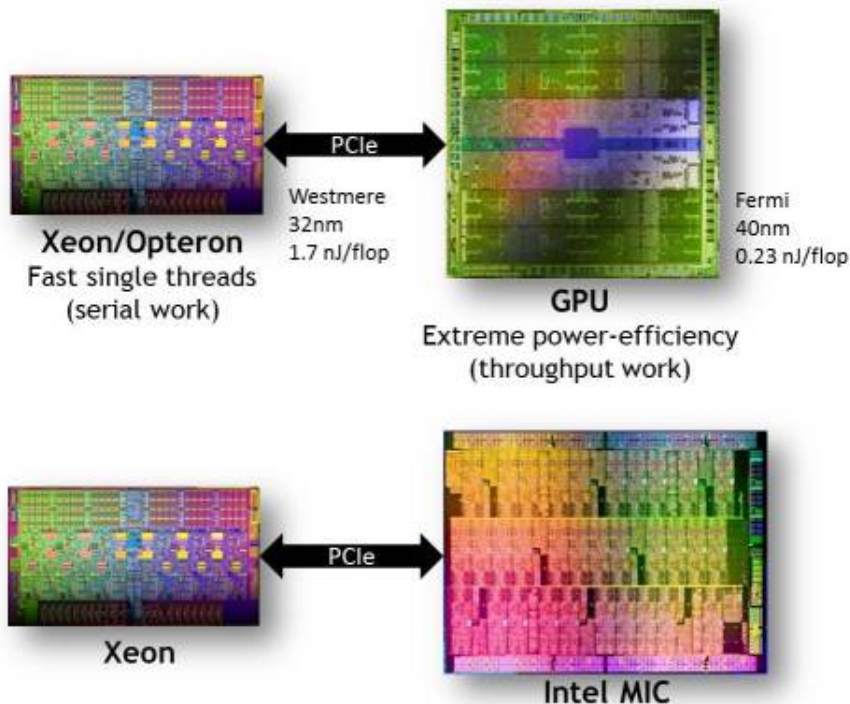 PCIe
Westmere
32nm
1.7 nJ/flop
Xeon/Opteron
Fast single threads
(serial work)
Fermi
40nm
0.23 nJ/flop
GPU
Extreme power-efficiency
(throughput work)
PCIe
Xeon
Intel MIC